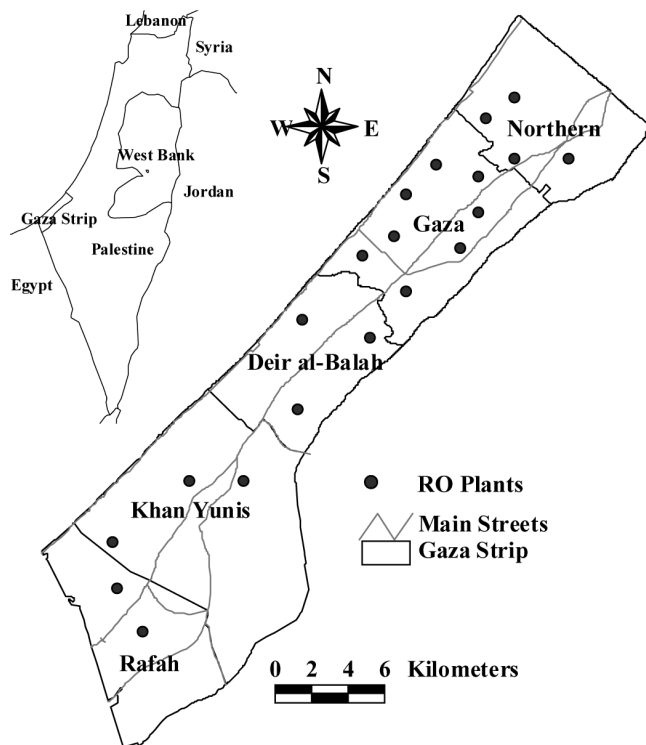 Lebanon
Syria
N
W
E
S
Northern
West Bank
Jordan
Gaza Strip
Gaza
Palestine
Egypt
Deir al-Balah
RO Plants
Khan Yunis
Main Streets
Gaza Strip
Rafah
0 2 4 6 Kilometers